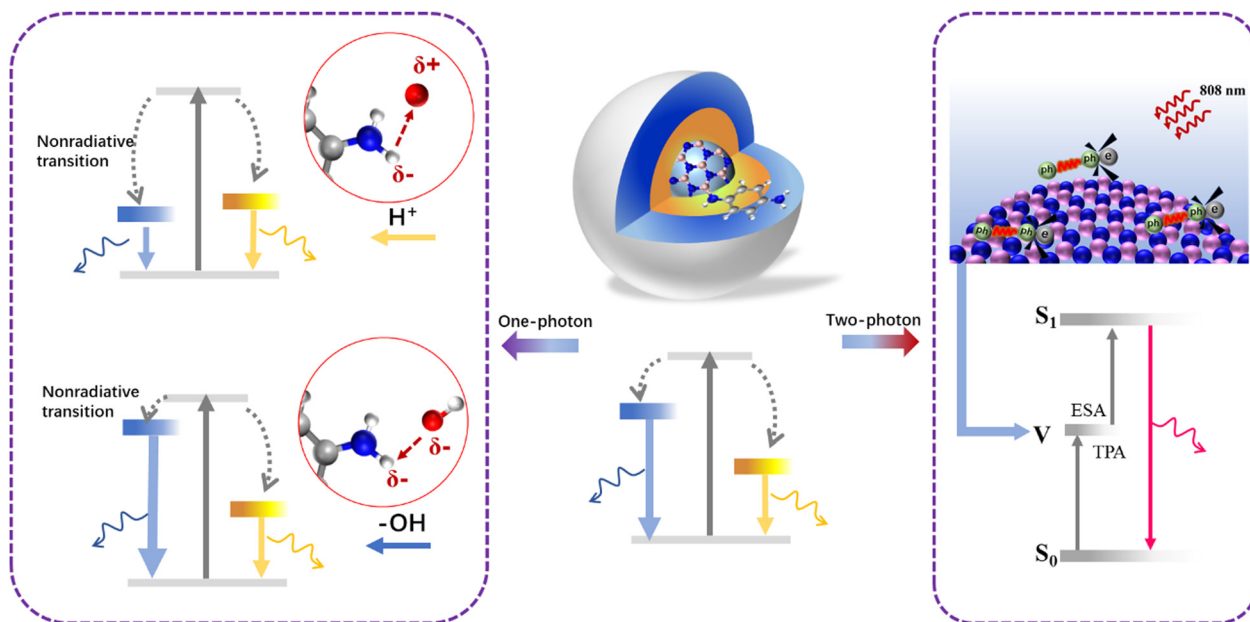 Nonradiative
transition
δ+
δ-
H⁺
Nonradiative
transition
δ-
δ-
-OH
One-photon
Two-photon
808 nm
ph
ph
e
ph
ph
e
ph
ph
e
S₁
ESA
V
TPA
S₀